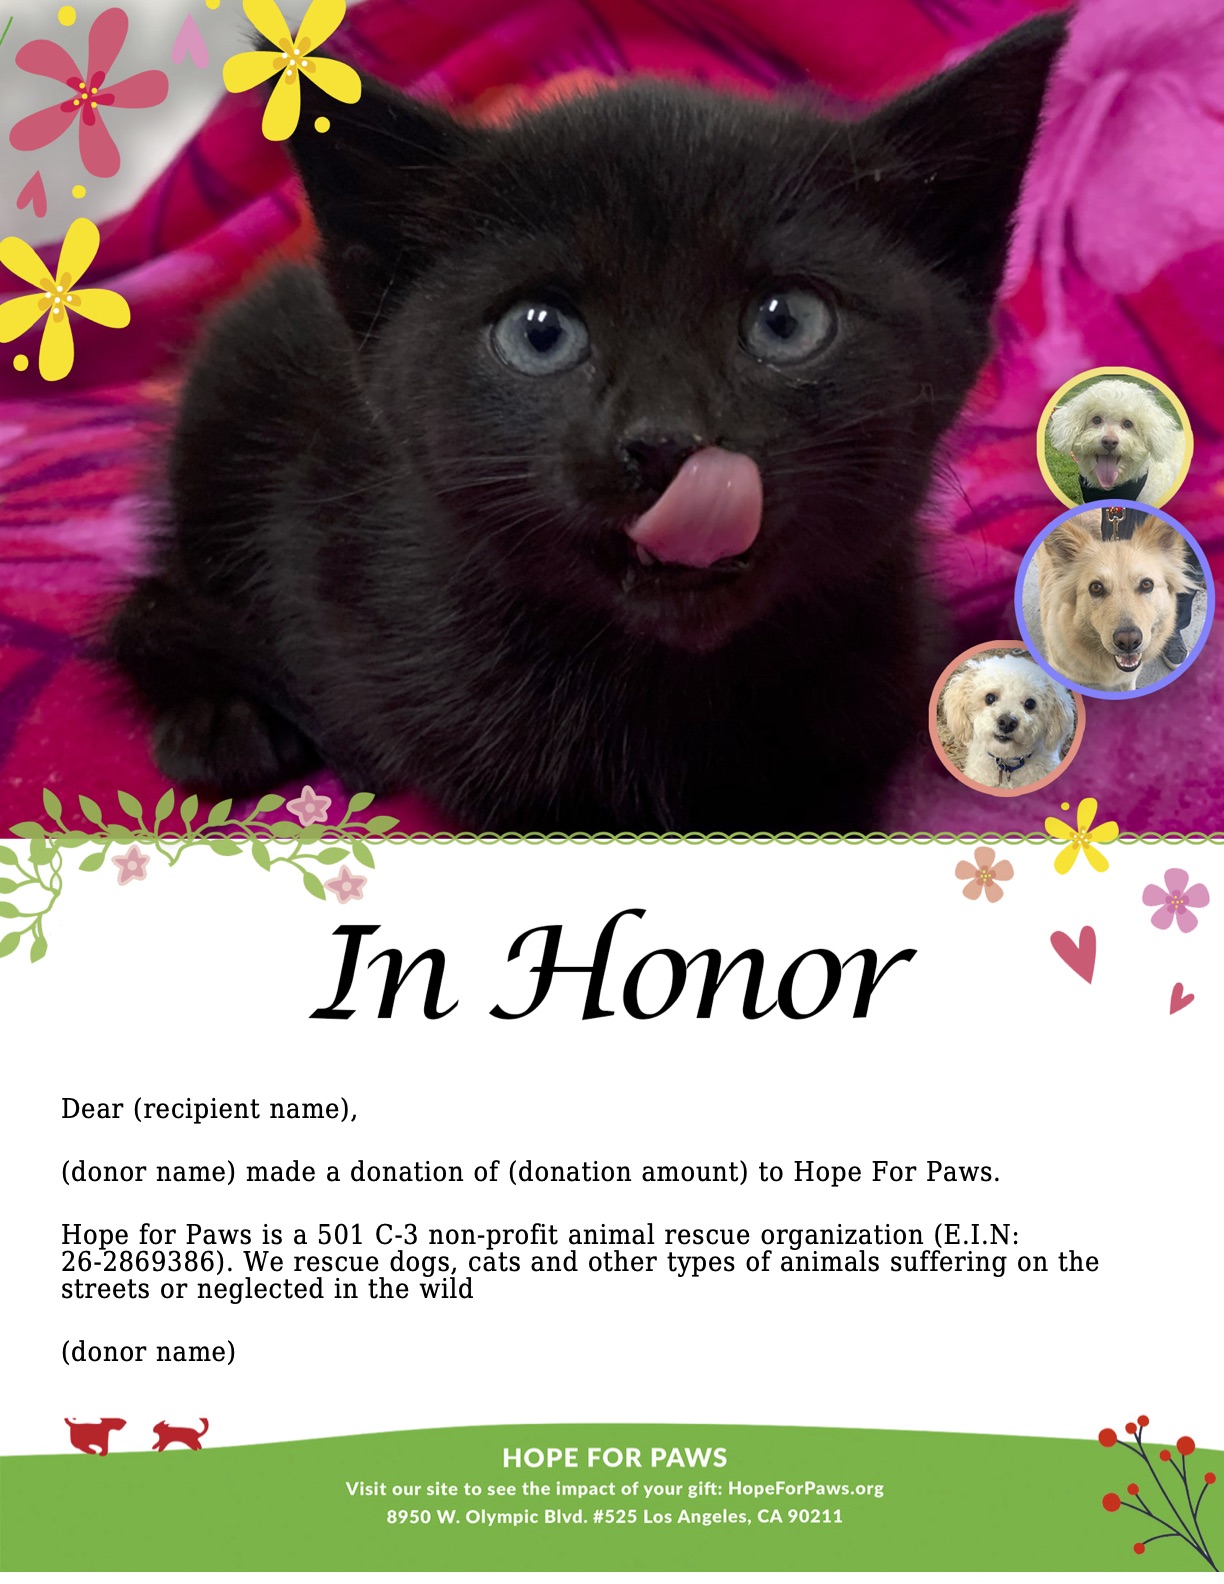 In Honor
Dear (recipient name),
(donor name) made a donation of (donation amount) to Hope For Paws.
Hope for Paws is a 501 C-3 non-profit animal rescue organization (E.I.N:
26-2869386). We rescue dogs, cats and other types of animals suffering on the
streets or neglected in the wild
(donor name)
HOPE FOR PAWS
Visit our site to see the impact of your gift: HopeForPaws.org
8950 W. Olympic Blvd. #525 Los Angeles, CA 90211